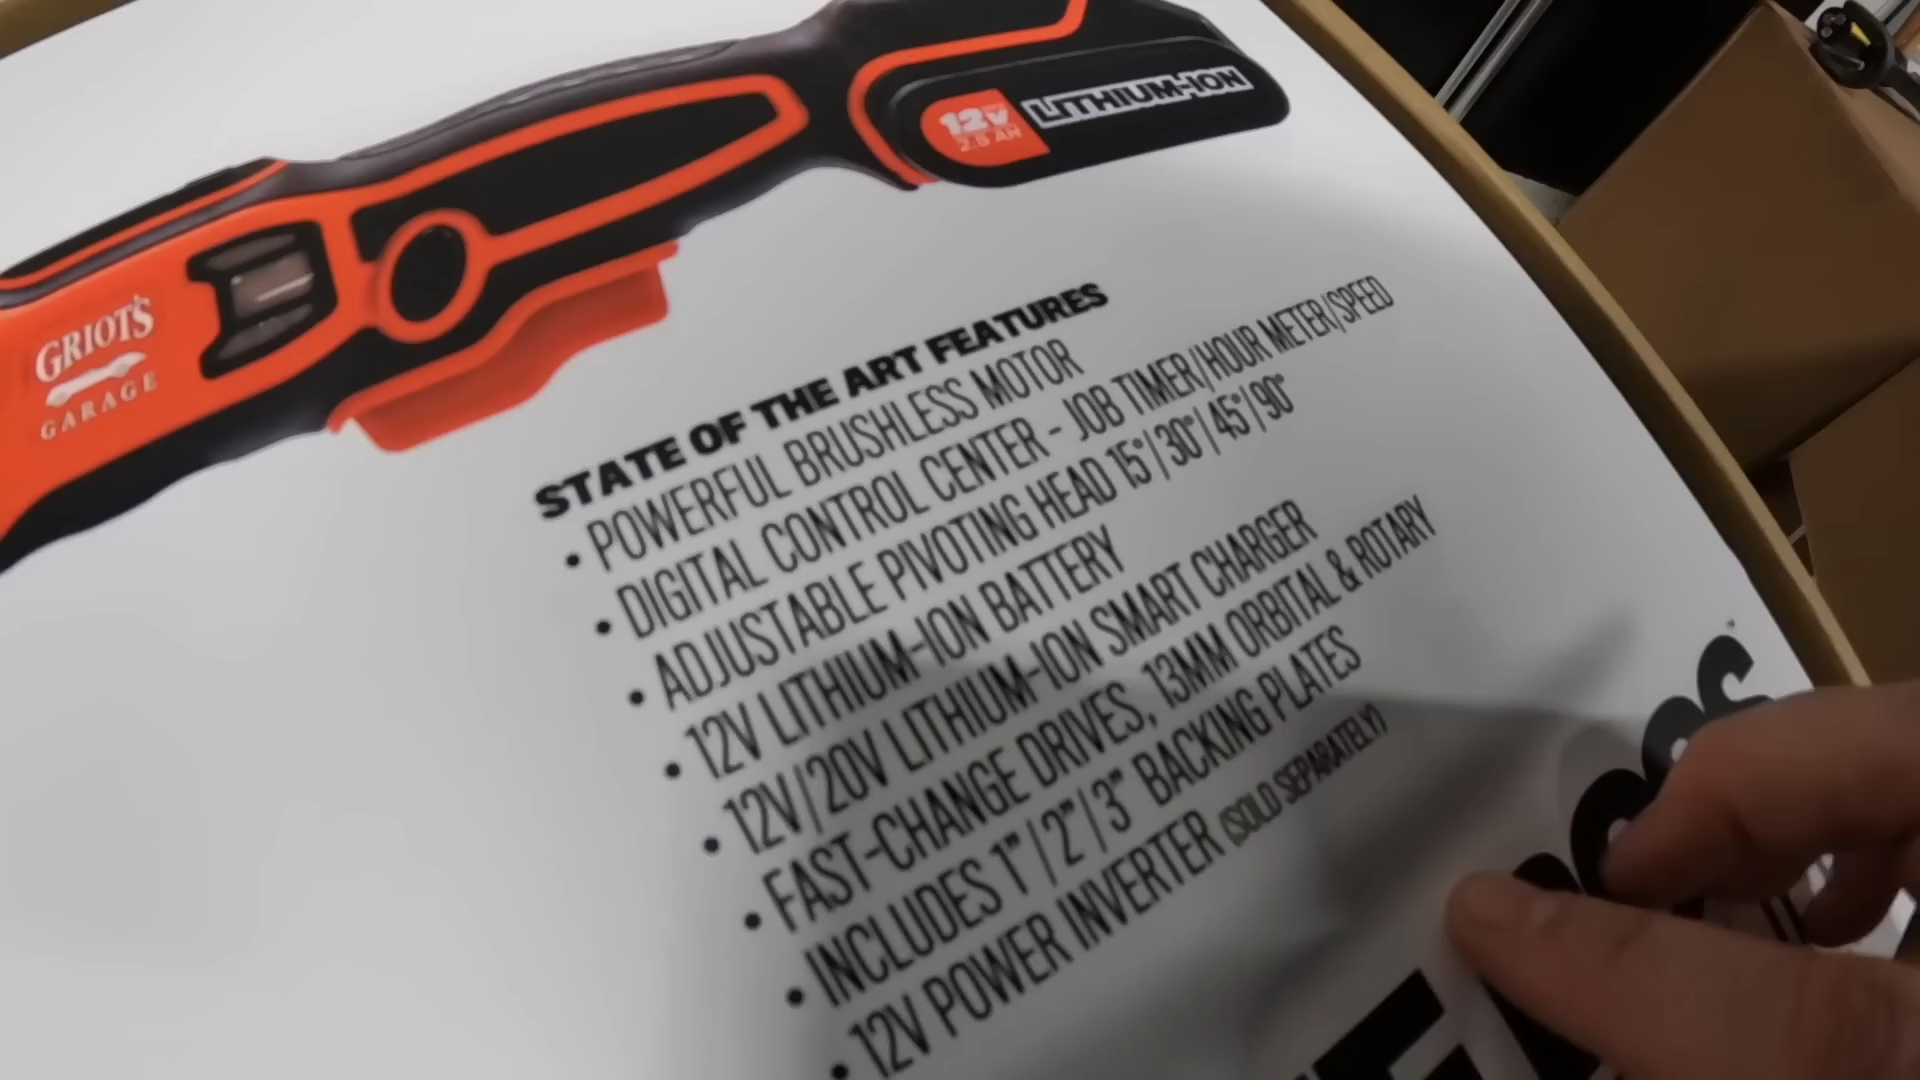 12V
2.5 AH
LITHIUM-ION
GRIOT'S
GARAGE
STATE OF THE ART FEATURES
• POWERFUL BRUSHLESS MOTOR
• DIGITAL CONTROL CENTER - JOB TIMER/HOUR METER/SPEED
• ADJUSTABLE PIVOTING HEAD 15°/30°/45°/90°
• 12V LITHIUM-ION BATTERY
• 12V/20V LITHIUM-ION SMART CHARGER
• FAST-CHANGE DRIVES, 13MM ORBITAL & ROTARY
• INCLUDES 1"/2"/3" BACKING PLATES
• 12V POWER INVERTER (SOLD SEPARATELY)